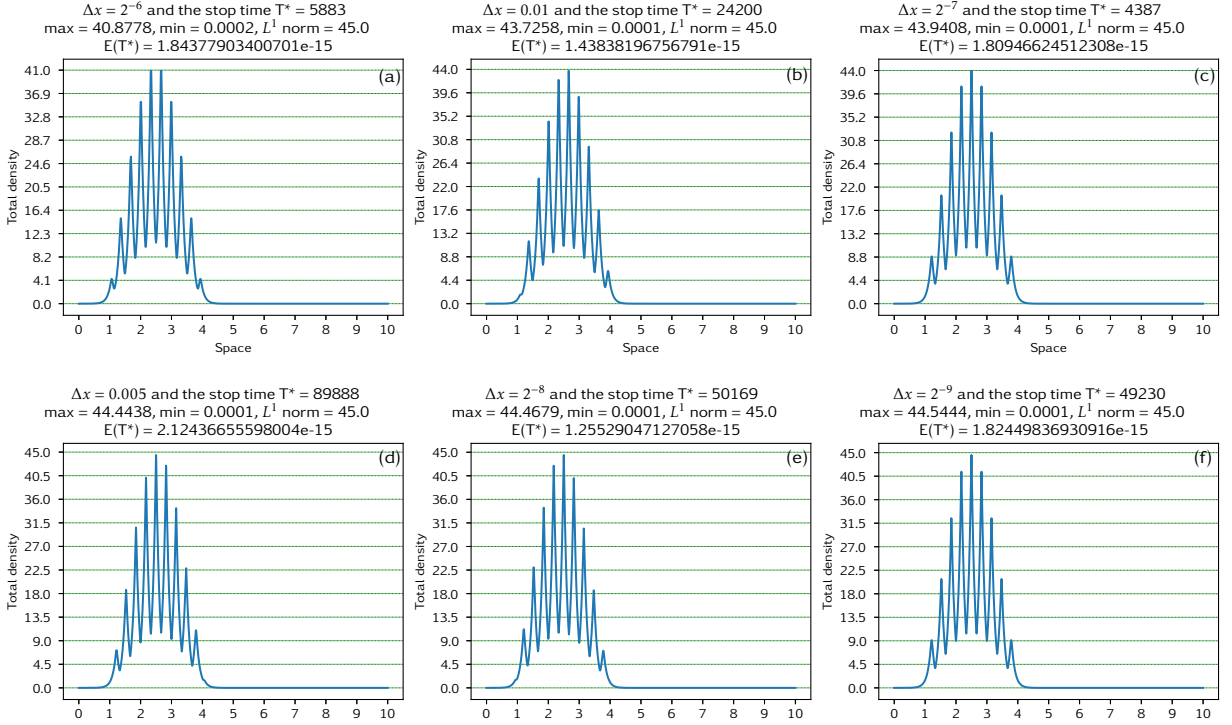 Δx = 2⁻⁶ and the stop time T* = 5883
max = 40.8778, min = 0.0002, L¹ norm = 45.0
E(T*) = 1.84377903400701e-15
(a)
41.0
36.9
32.8
28.7
24.6
20.5
16.4
12.3
8.2
4.1
0.0
Total density
0 1 2 3 4 5 6 7 8 9 10
Space
Δx = 0.01 and the stop time T* = 24200
max = 43.7258, min = 0.0001, L¹ norm = 45.0
E(T*) = 1.43838196756791e-15
(b)
44.0
39.6
35.2
30.8
26.4
22.0
17.6
13.2
8.8
4.4
0.0
Total density
0 1 2 3 4 5 6 7 8 9 10
Space
Δx = 2⁻⁷ and the stop time T* = 4387
max = 43.9408, min = 0.0001, L¹ norm = 45.0
E(T*) = 1.80946624512308e-15
(c)
44.0
39.6
35.2
30.8
26.4
22.0
17.6
13.2
8.8
4.4
0.0
Total density
0 1 2 3 4 5 6 7 8 9 10
Space
Δx = 0.005 and the stop time T* = 89888
max = 44.4438, min = 0.0001, L¹ norm = 45.0
E(T*) = 2.12436655598004e-15
(d)
45.0
40.5
36.0
31.5
27.0
22.5
18.0
13.5
9.0
4.5
0.0
Total density
0 1 2 3 4 5 6 7 8 9 10
Space
Δx = 2⁻⁸ and the stop time T* = 50169
max = 44.4679, min = 0.0001, L¹ norm = 45.0
E(T*) = 1.25529047127058e-15
(e)
45.0
40.5
36.0
31.5
27.0
22.5
18.0
13.5
9.0
4.5
0.0
Total density
0 1 2 3 4 5 6 7 8 9 10
Space
Δx = 2⁻⁹ and the stop time T* = 49230
max = 44.5444, min = 0.0001, L¹ norm = 45.0
E(T*) = 1.82449836930916e-15
(f)
45.0
40.5
36.0
31.5
27.0
22.5
18.0
13.5
9.0
4.5
0.0
Total density
0 1 2 3 4 5 6 7 8 9 10
Space